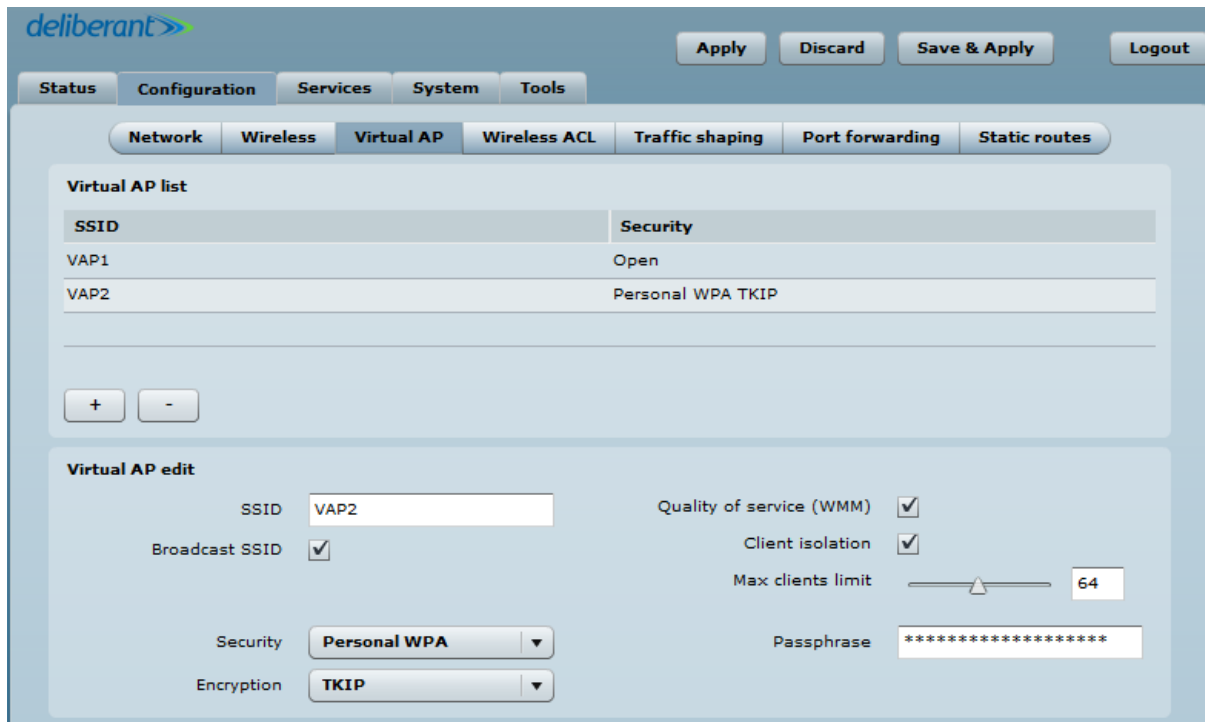 deliberant
Apply Discard Save & Apply Logout
Status Configuration Services System Tools
Network Wireless Virtual AP Wireless ACL Traffic shaping Port forwarding Static routes
Virtual AP list
SSID Security
VAP1 Open
VAP2 Personal WPA TKIP
+ -
Virtual AP edit
SSID VAP2 Quality of service (WMM)
Broadcast SSID Client isolation
Max clients limit 64
Security Personal WPA Passphrase *******************
Encryption TKIP